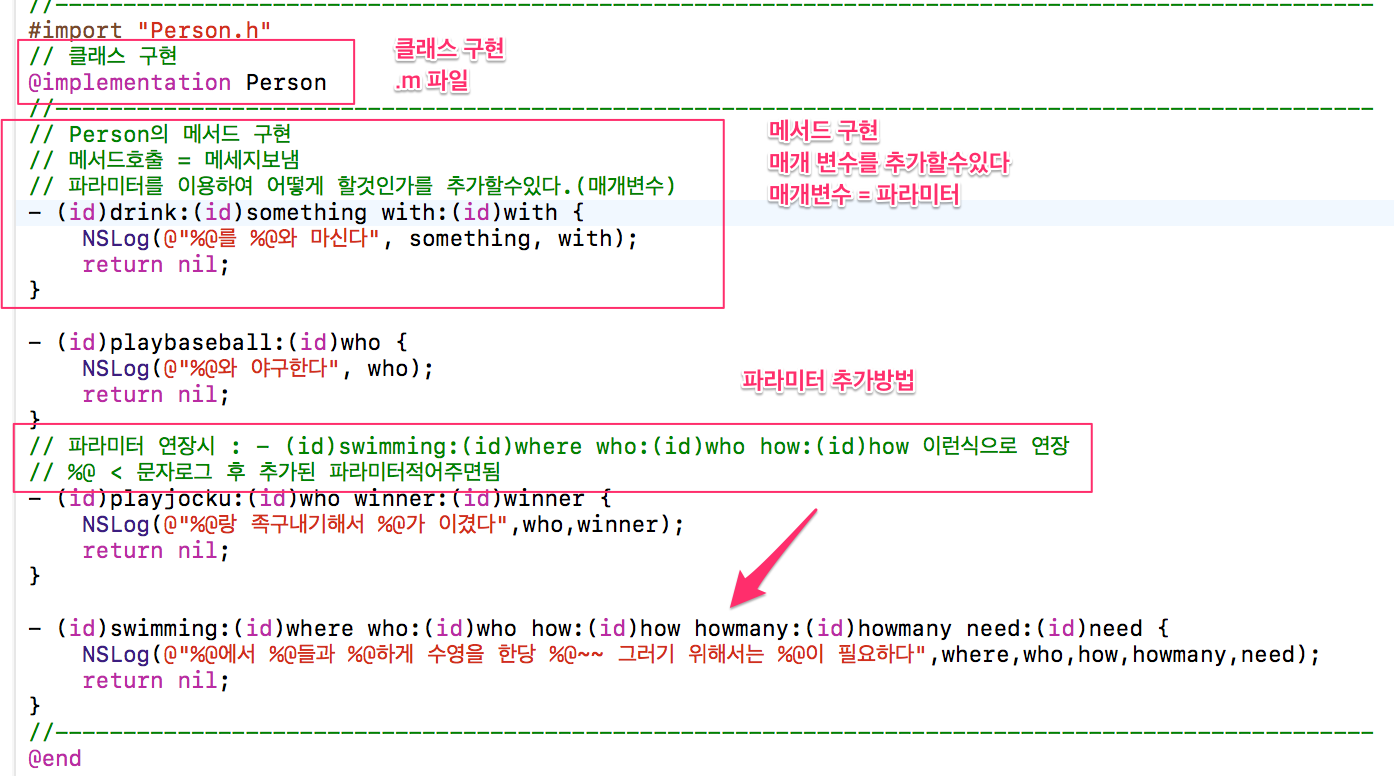 //----------------------------------------------------------------------------------------------------
#import "Person.h"
// 클래스 구현
@implementation Person
클래스 구현
.m 파일
//----------------------------------------------------------------------------------------------------
// Person의 메서드 구현
// 메서드호출 = 메세지보냄
// 파라미터를 이용하여 어떻게 할것인가를 추가할수있다.(매개변수)
메서드 구현
매개 변수를 추가할수있다
매개변수 = 파라미터
- (id)drink:(id)something with:(id)with {
NSLog(@"%@를 %@와 마신다", something, with);
return nil;
}
- (id)playbaseball:(id)who {
NSLog(@"%@와 야구한다", who);
return nil;
}
파라미터 추가방법
// 파라미터 연장시 : - (id)swimming:(id)where who:(id)who how:(id)how 이런식으로 연장
// %@ < 문자로그 후 추가된 파라미터적어주면됨
- (id)playjocku:(id)who winner:(id)winner {
NSLog(@"%@랑 족구내기해서 %@가 이겼다",who,winner);
return nil;
}
- (id)swimming:(id)where who:(id)who how:(id)how howmany:(id)howmany need:(id)need {
NSLog(@"%@에서 %@들과 %@하게 수영을 한당 %@~~ 그러기 위해서는 %@이 필요하다",where,who,how,howmany,need);
return nil;
}
//----------------------------------------------------------------------------------------------------
@end